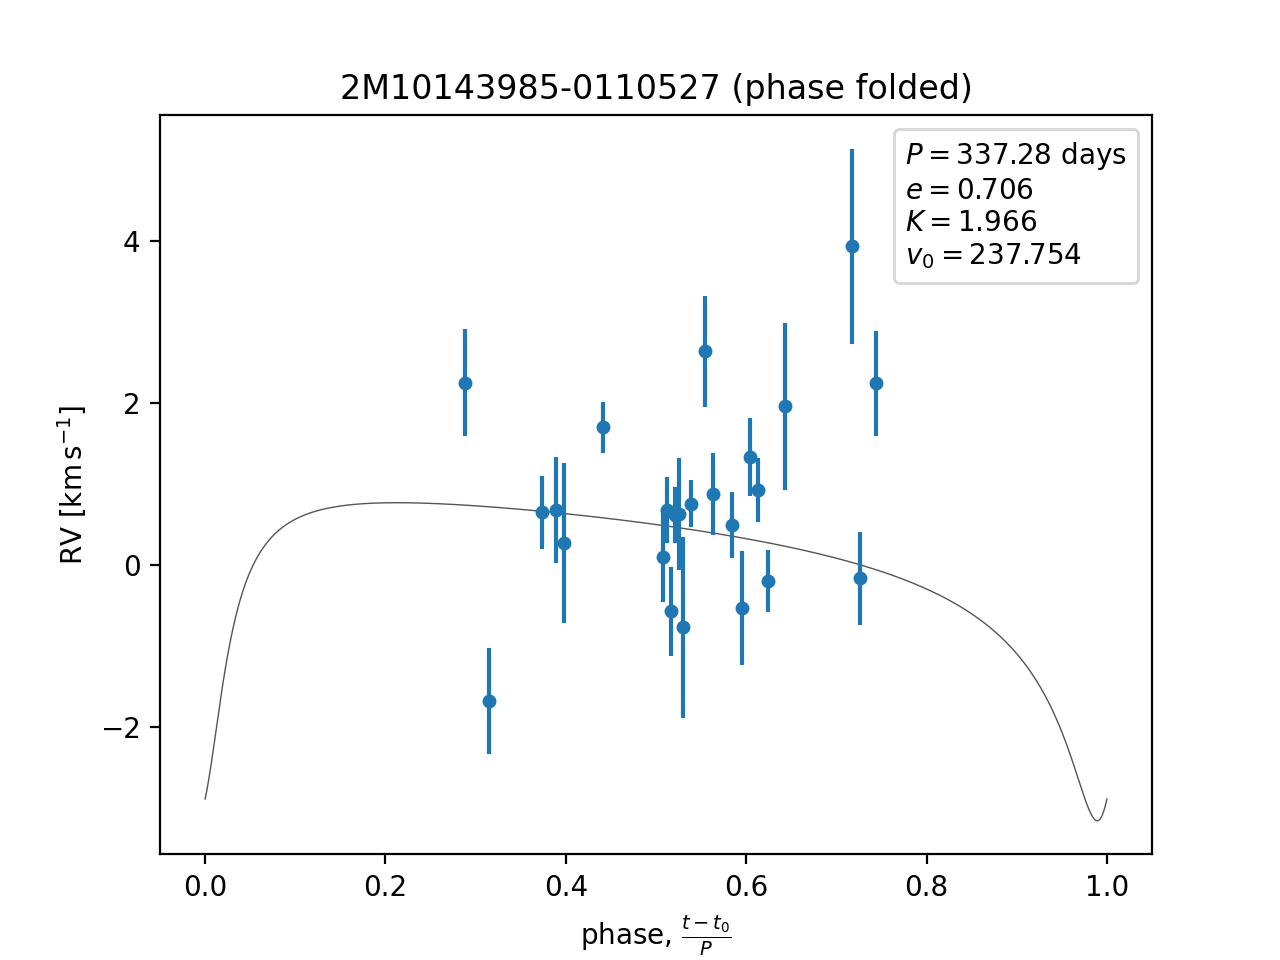 2M10143985-0110527 (phase folded)
P = 337.28 days
e = 0.706
K = 1.966
v₀ = 237.754
RV [km s⁻¹]
4
2
0
−2
0.0 0.2 0.4 0.6 0.8 1.0
phase, (t − t₀)/P